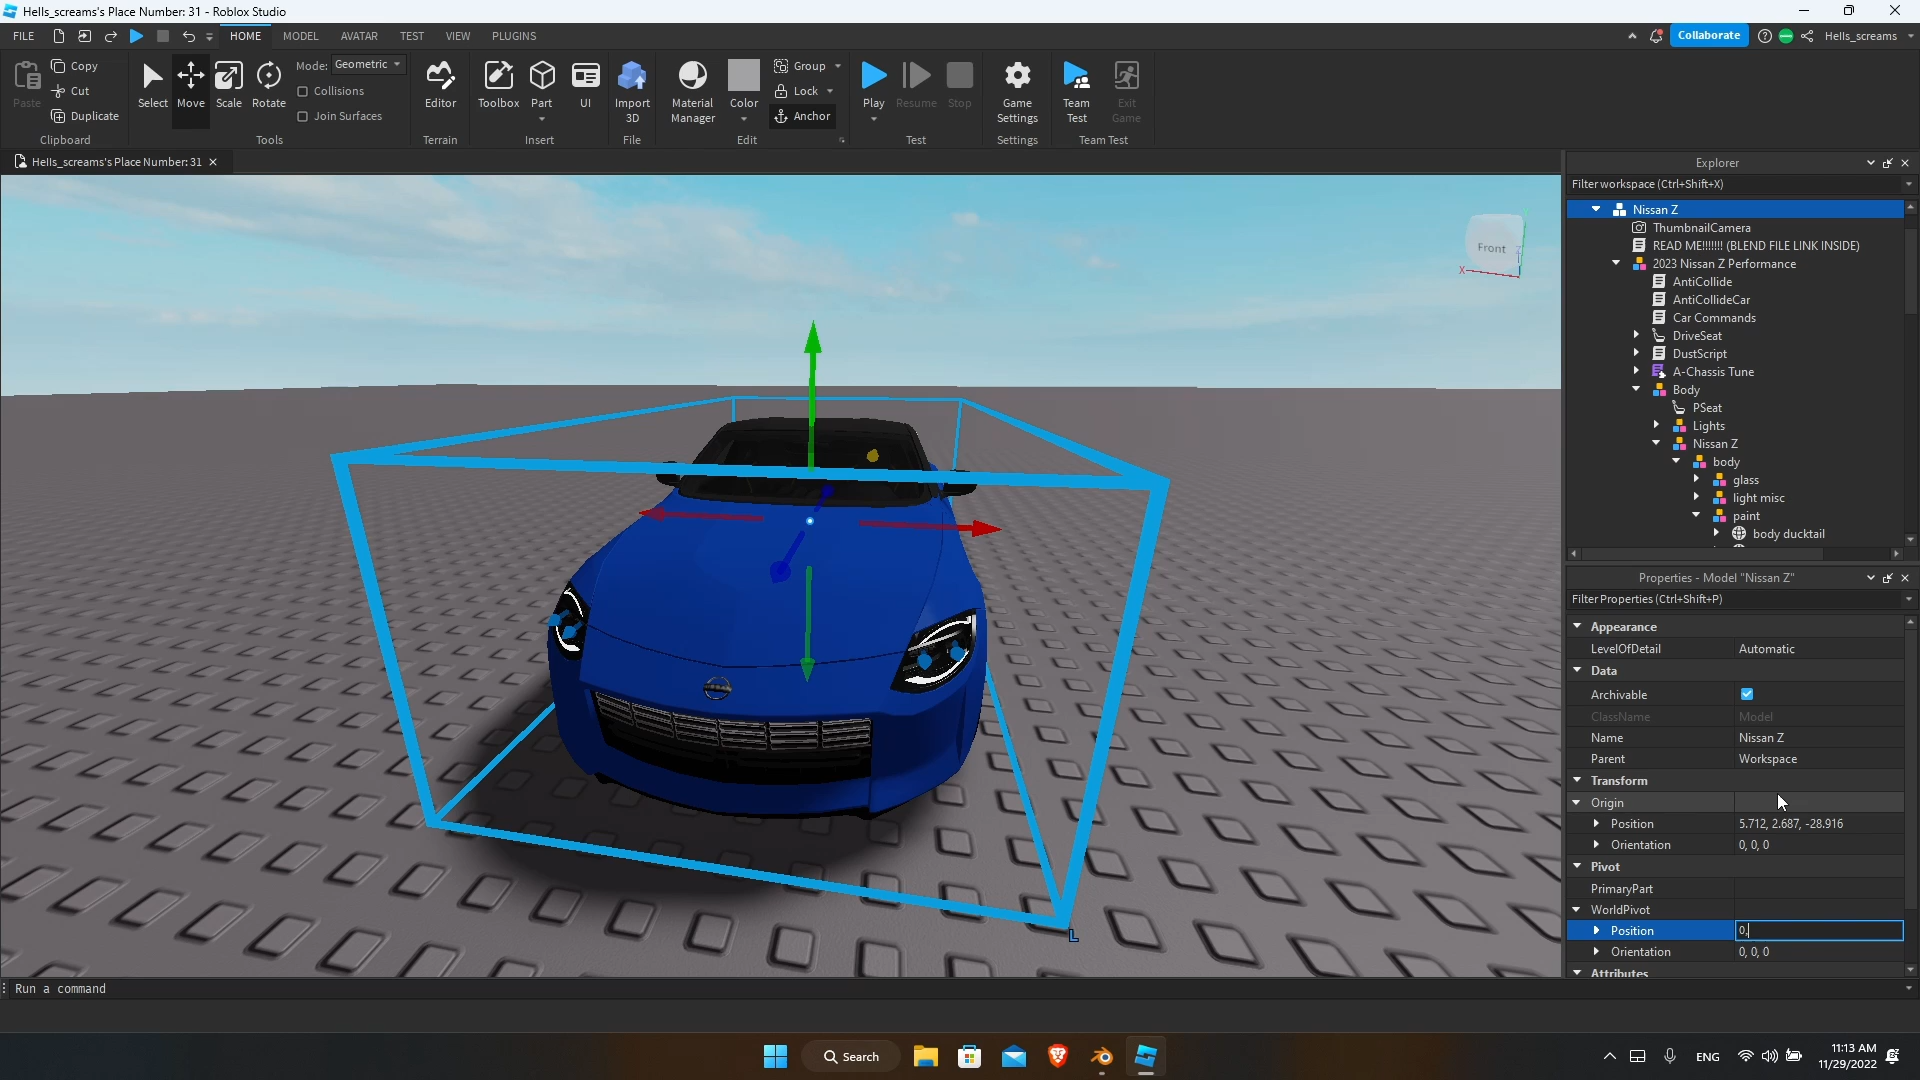 Hells_screams's Place Number: 31 - Roblox Studio
FILE HOME MODEL AVATAR TEST VIEW PLUGINS Collaborate Hells_screams
Paste Copy Cut Duplicate
Clipboard
Select Move Scale Rotate
Mode: Geometric
Collisions
Join Surfaces
Tools
Editor
Terrain
Toolbox Part UI
Insert
Import 3D
File
Material Manager Color
Group
Lock
Anchor
Edit
Play Resume Stop
Test
Game Settings
Settings
Team Test Exit Game
Team Test
Hells_screams's Place Number: 31
Front
X
Z
L
Explorer
Filter workspace (Ctrl+Shift+X)
Nissan Z
ThumbnailCamera
READ ME!!!!!!! (BLEND FILE LINK INSIDE)
2023 Nissan Z Performance
AntiCollide
AntiCollideCar
Car Commands
DriveSeat
DustScript
A-Chassis Tune
Body
PSeat
Lights
Nissan Z
body
glass
light misc
paint
body ducktail
Properties - Model "Nissan Z"
Filter Properties (Ctrl+Shift+P)
Appearance
LevelOfDetail Automatic
Data
Archivable
ClassName Model
Name Nissan Z
Parent Workspace
Transform
Origin
Position 5.712, 2.687, -28.916
Orientation 0, 0, 0
Pivot
PrimaryPart
WorldPivot
Position 0,
Orientation 0, 0, 0
Attributes
Run a command
Search
ENG
11:13 AM
11/29/2022